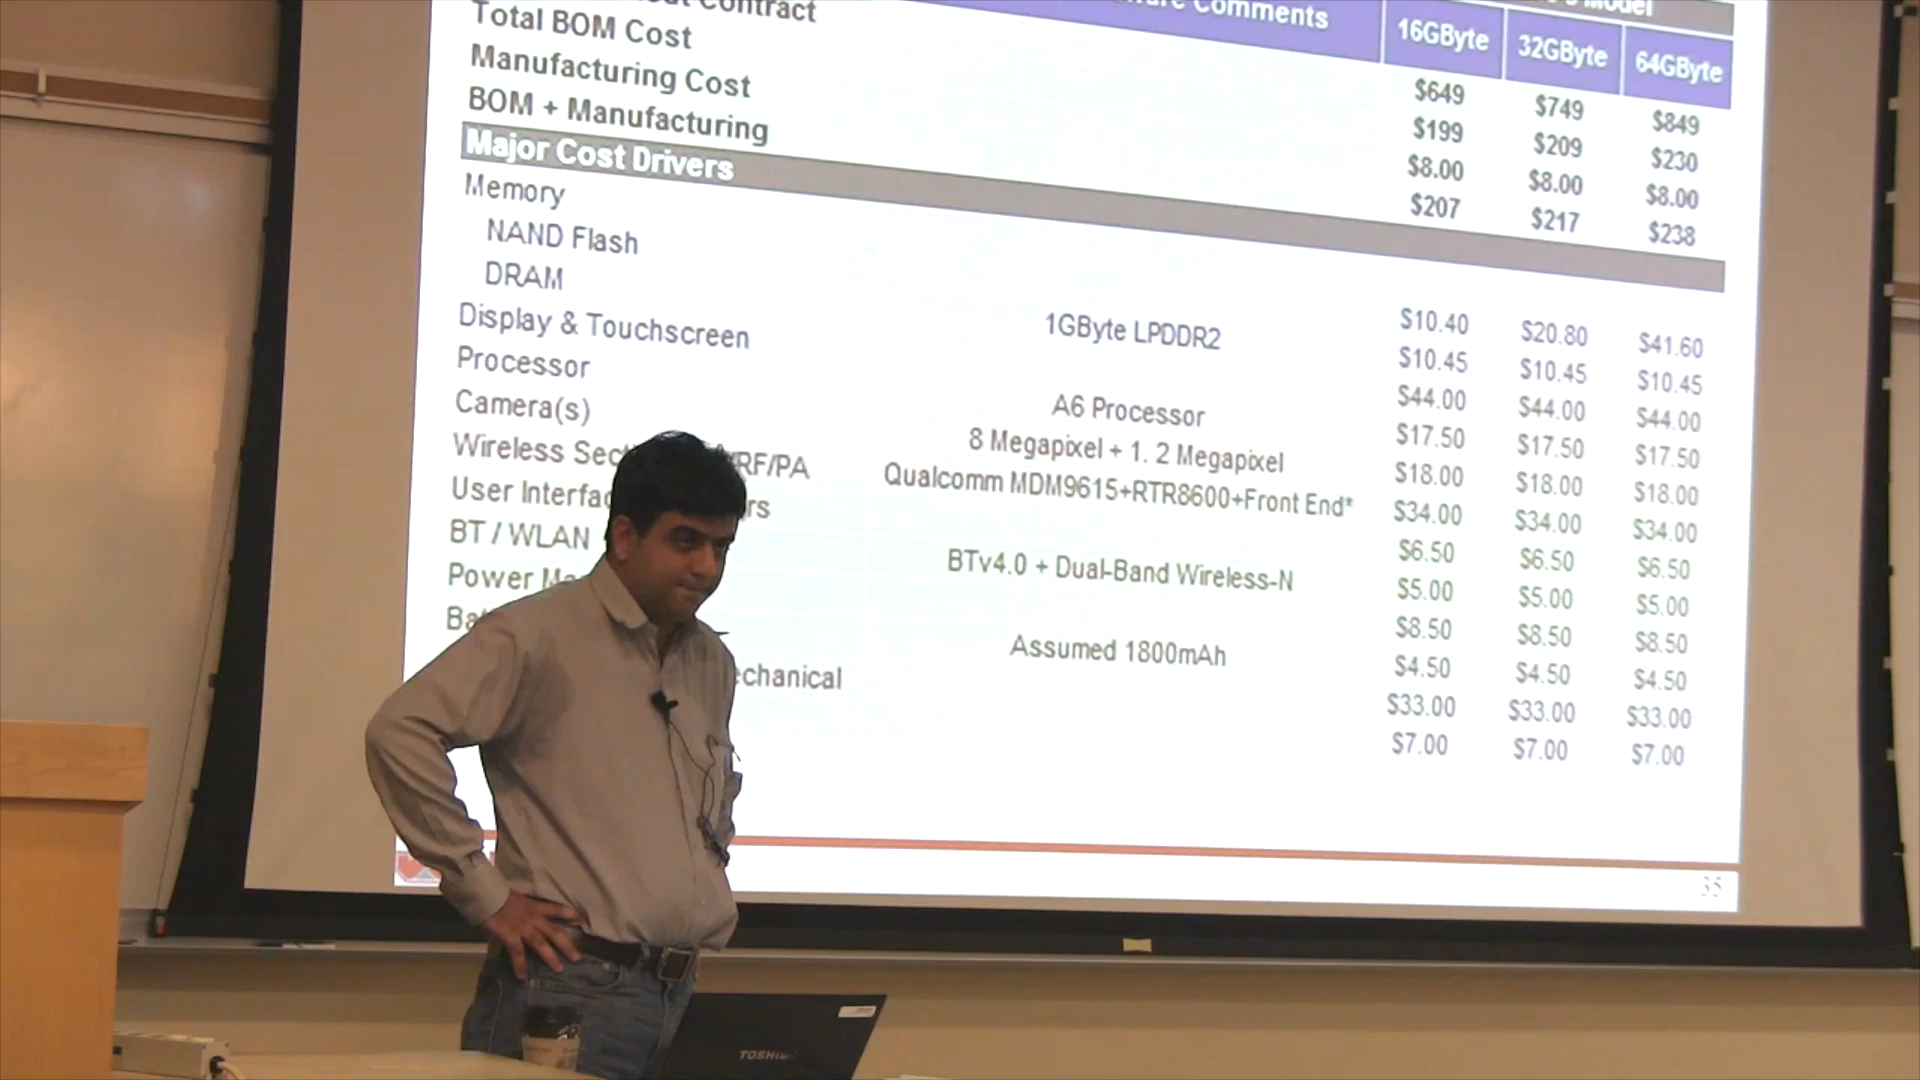 Contract Comments Model
Total BOM Cost 16GByte 32GByte 64GByte
Manufacturing Cost $649 $749 $849
BOM + Manufacturing $199 $209 $230
Major Cost Drivers $8.00 $8.00 $8.00
Memory $207 $217 $238
NAND Flash
DRAM
Display & Touchscreen 1GByte LPDDR2 $10.40 $20.80 $41.60
Processor $10.45 $10.45 $10.45
Camera(s) A6 Processor $44.00 $44.00 $44.00
Wireless RF/PA 8 Megapixel + 1. 2 Megapixel $17.50 $17.50 $17.50
User Qualcomm MDM9615+RTR8600+Front End* $18.00 $18.00 $18.00
BT / WLAN $34.00 $34.00 $34.00
Power BTv4.0 + Dual-Band Wireless-N $6.50 $6.50 $6.50
$5.00 $5.00 $5.00
Assumed 1800mAh $8.50 $8.50 $8.50
$4.50 $4.50 $4.50
$33.00 $33.00 $33.00
$7.00 $7.00 $7.00
35
TOSHI